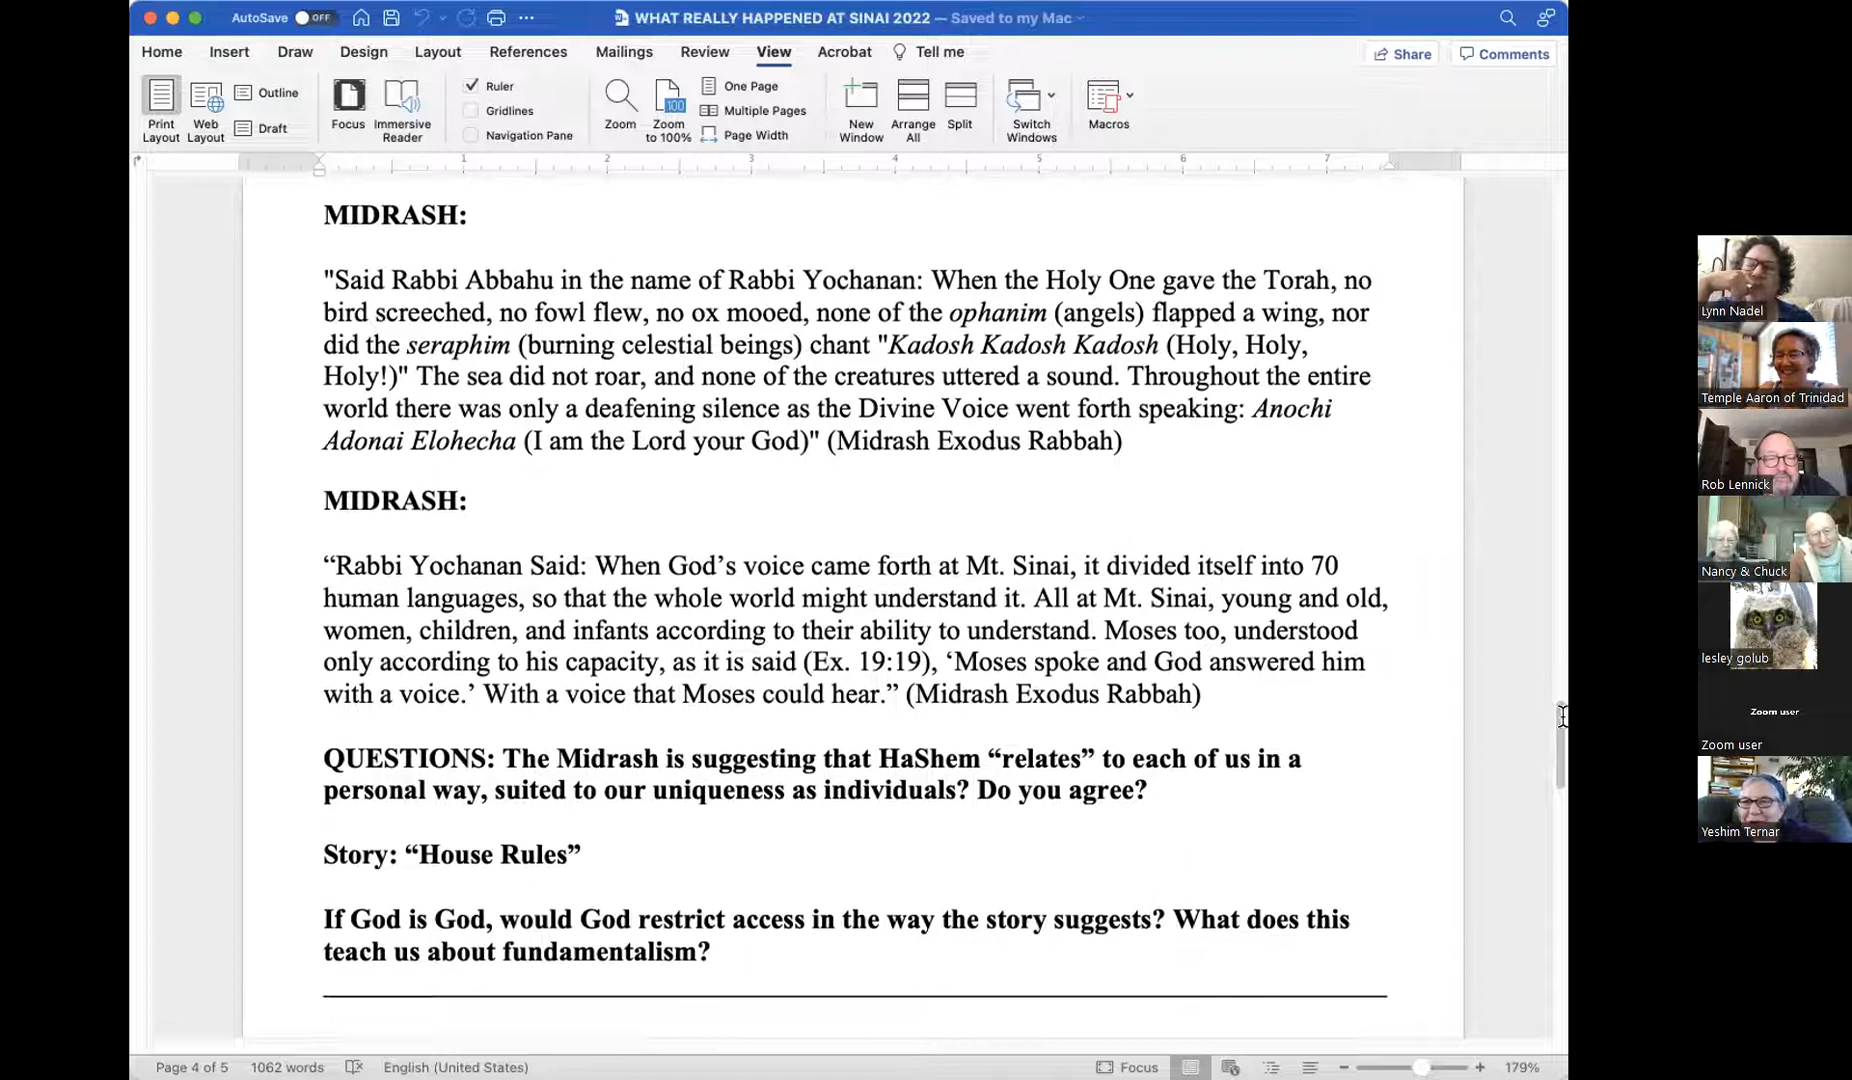 AutoSave OFF
WHAT REALLY HAPPENED AT SINAI 2022 — Saved to my Mac
Home Insert Draw Design Layout References Mailings Review View Acrobat Tell me
Share Comments
Print Layout
Web Layout
Outline
Draft
Focus
Immersive Reader
Ruler
Gridlines
Navigation Pane
Zoom
Zoom to 100%
100
One Page
Multiple Pages
Page Width
New Window
Arrange All
Split
Switch Windows
Macros
1 2 3 4 5 6 7
MIDRASH:
"Said Rabbi Abbahu in the name of Rabbi Yochanan: When the Holy One gave the Torah, no
bird screeched, no fowl flew, no ox mooed, none of the ophanim (angels) flapped a wing, nor
did the seraphim (burning celestial beings) chant "Kadosh Kadosh Kadosh (Holy, Holy,
Holy!)" The sea did not roar, and none of the creatures uttered a sound. Throughout the entire
world there was only a deafening silence as the Divine Voice went forth speaking: Anochi
Adonai Elohecha (I am the Lord your God)" (Midrash Exodus Rabbah)
MIDRASH:
“Rabbi Yochanan Said: When God’s voice came forth at Mt. Sinai, it divided itself into 70
human languages, so that the whole world might understand it. All at Mt. Sinai, young and old,
women, children, and infants according to their ability to understand. Moses too, understood
only according to his capacity, as it is said (Ex. 19:19), ‘Moses spoke and God answered him
with a voice.’ With a voice that Moses could hear.” (Midrash Exodus Rabbah)
QUESTIONS: The Midrash is suggesting that HaShem “relates” to each of us in a
personal way, suited to our uniqueness as individuals? Do you agree?
Story: “House Rules”
If God is God, would God restrict access in the way the story suggests? What does this
teach us about fundamentalism?
Page 4 of 5 1062 words English (United States) Focus 179%
Lynn Nadel
Temple Aaron of Trinidad
Rob Lennick
Nancy & Chuck
lesley golub
Zoom user
Zoom user
Yeshim Ternar